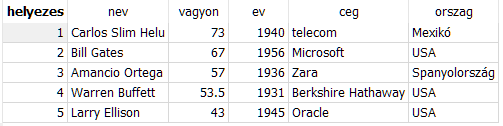 helyezes nev vagyon ev ceg orszag
1 Carlos Slim Helu 73 1940 telecom Mexikó
2 Bill Gates 67 1956 Microsoft USA
3 Amancio Ortega 57 1936 Zara Spanyolország
4 Warren Buffett 53.5 1931 Berkshire Hathaway USA
5 Larry Ellison 43 1945 Oracle USA